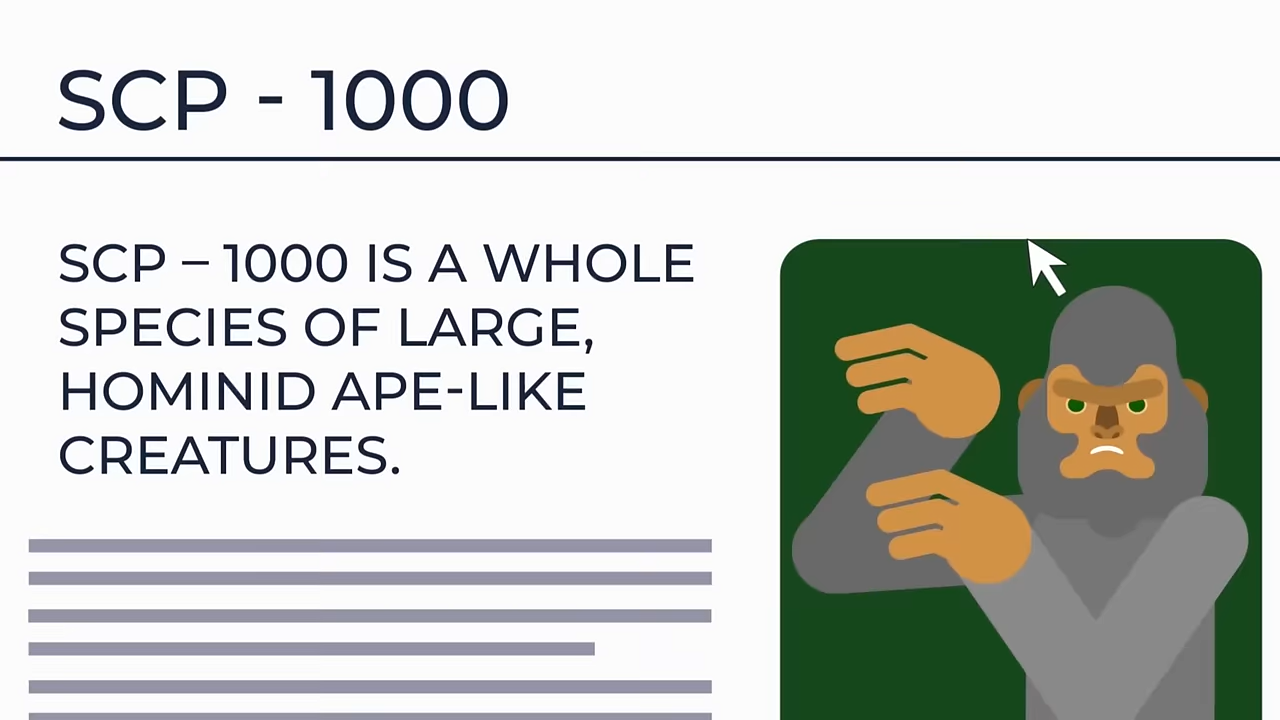 SCP - 1000
SCP – 1000 IS A WHOLE
SPECIES OF LARGE,
HOMINID APE-LIKE
CREATURES.